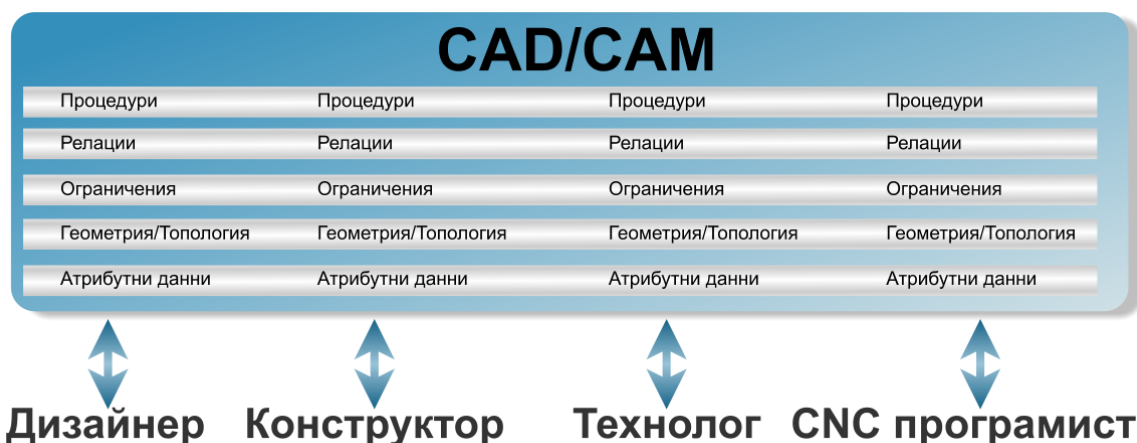 CAD/CAM
Процедури Процедури Процедури Процедури
Релации Релации Релации Релации
Ограничения Ограничения Ограничения Ограничения
Геометрия/Топология Геометрия/Топология Геометрия/Топология Геометрия/Топология
Атрибутни данни Атрибутни данни Атрибутни данни Атрибутни данни
Дизайнер Конструктор Технолог CNC програмист